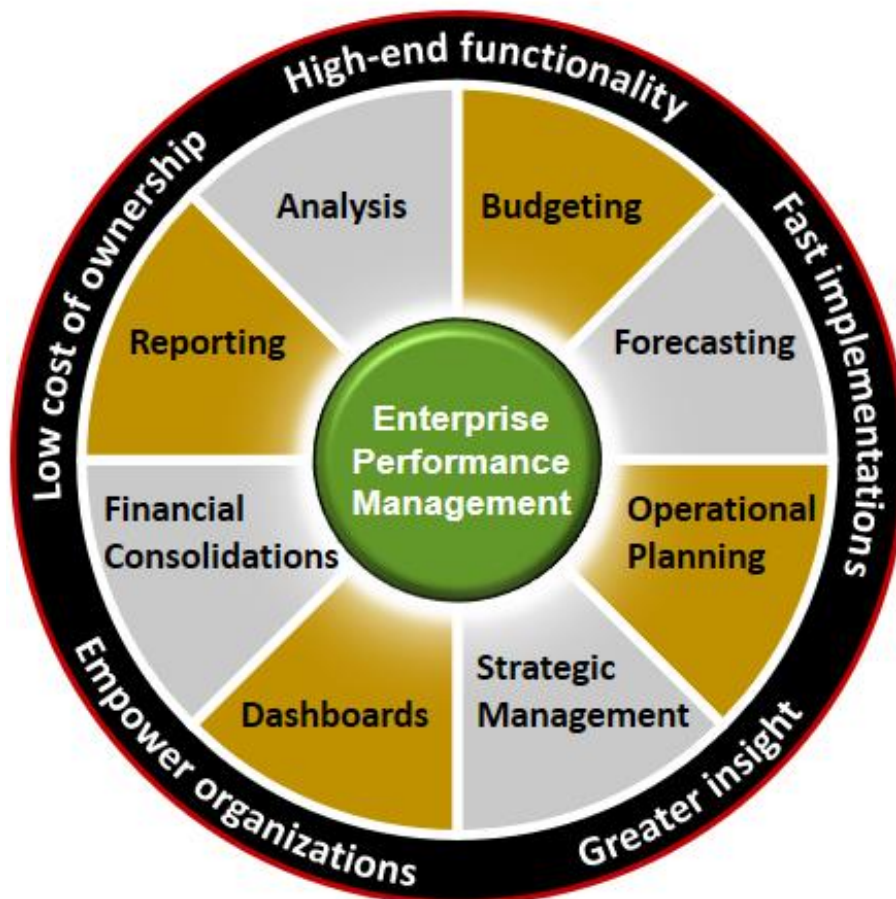 High-end functionality
Fast implementations
Greater insight
Empower organizations
Low cost of ownership
Analysis
Budgeting
Forecasting
Operational
Planning
Strategic
Management
Dashboards
Financial
Consolidations
Reporting
Enterprise
Performance
Management